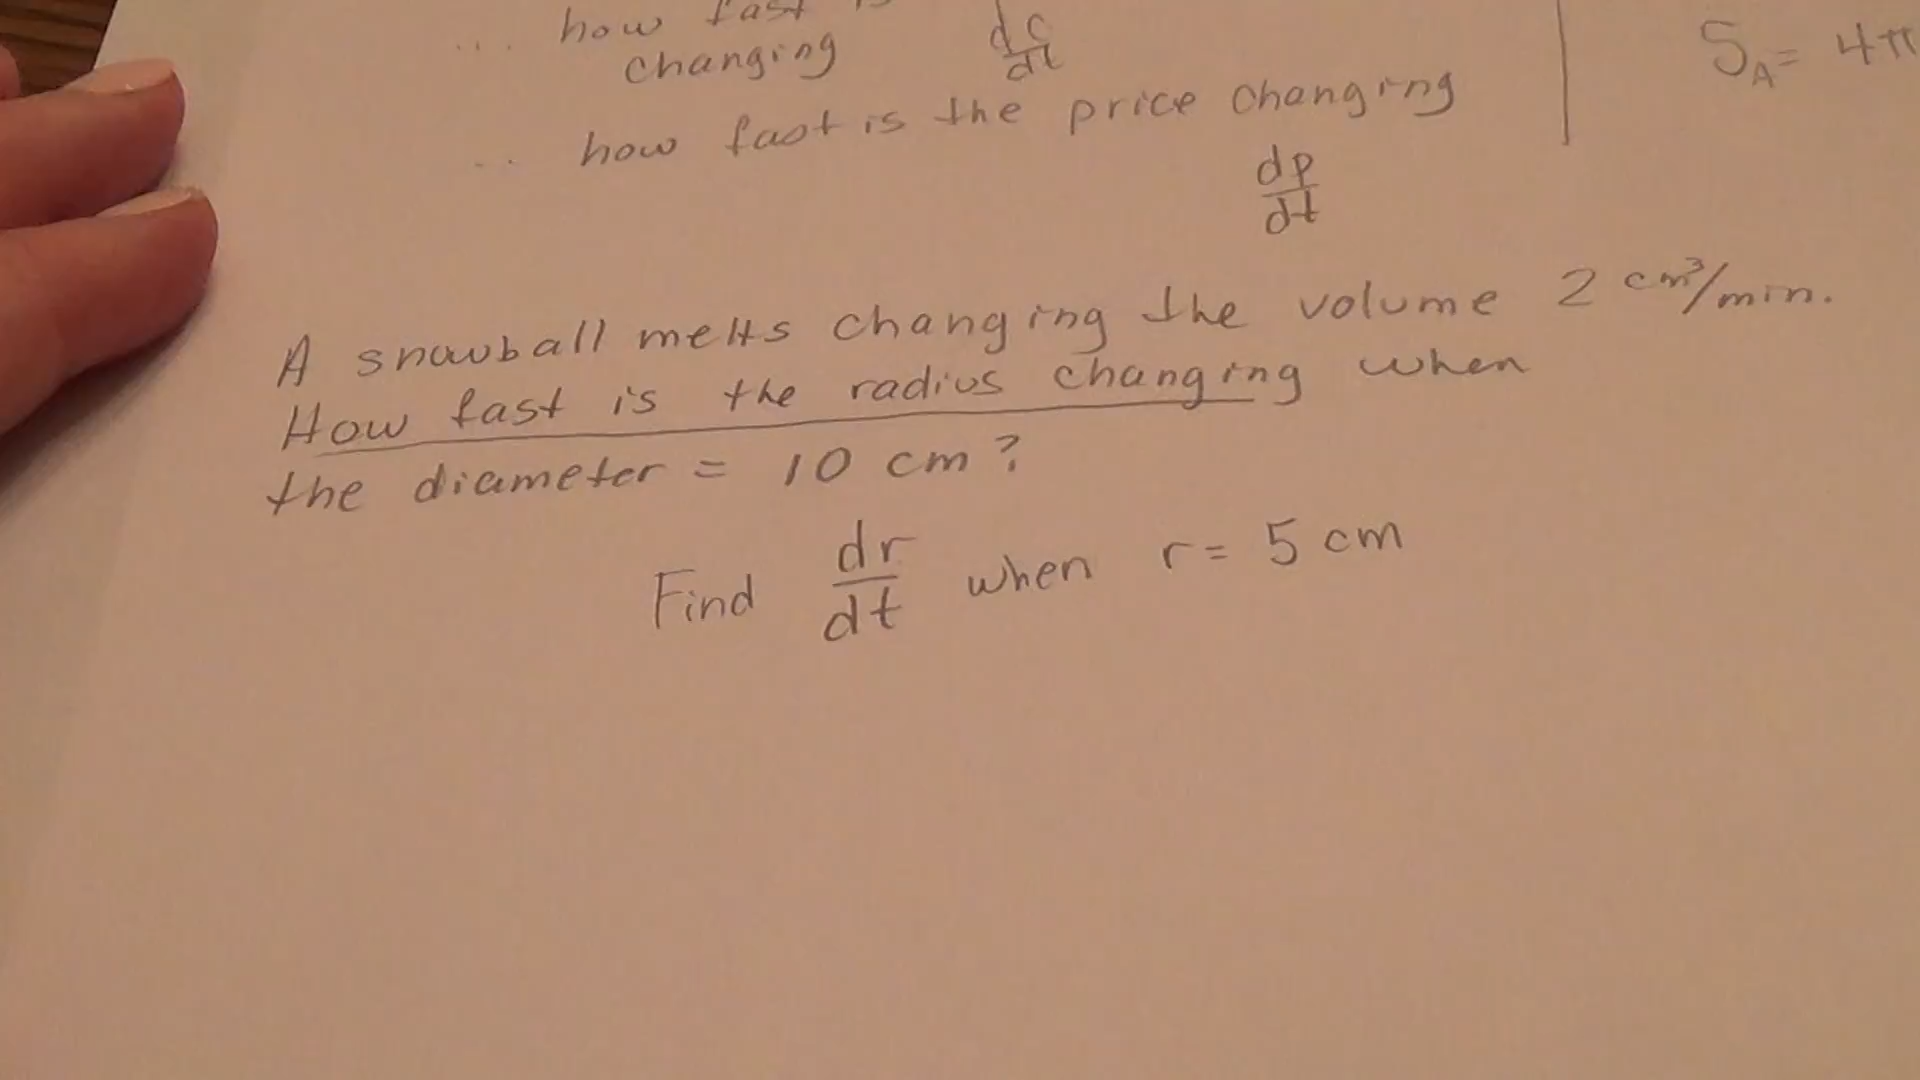 ... how fast
changing dc/dt
.. how fast is the price changing
dp/dt
S_A = 4π
A snowball melts changing the volume 2 cm³/min.
How fast is the radius changing when
the diameter = 10 cm?
Find dr/dt when r = 5 cm